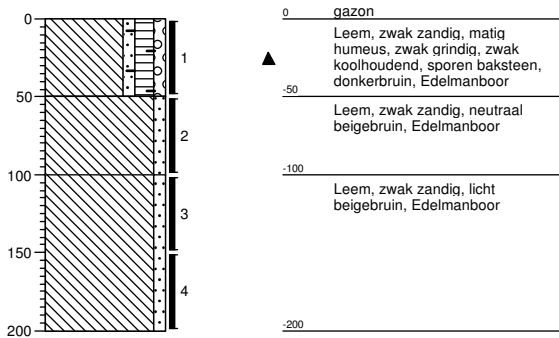 0
50
100
150
200
1
2
3
4
0
gazon
Leem, zwak zandig, matig
humeus, zwak grindig, zwak
koolhoudend, sporen baksteen,
donkerbruin, Edelmanboor
-50
Leem, zwak zandig, neutraal
beigebruin, Edelmanboor
-100
Leem, zwak zandig, licht
beigebruin, Edelmanboor
-200